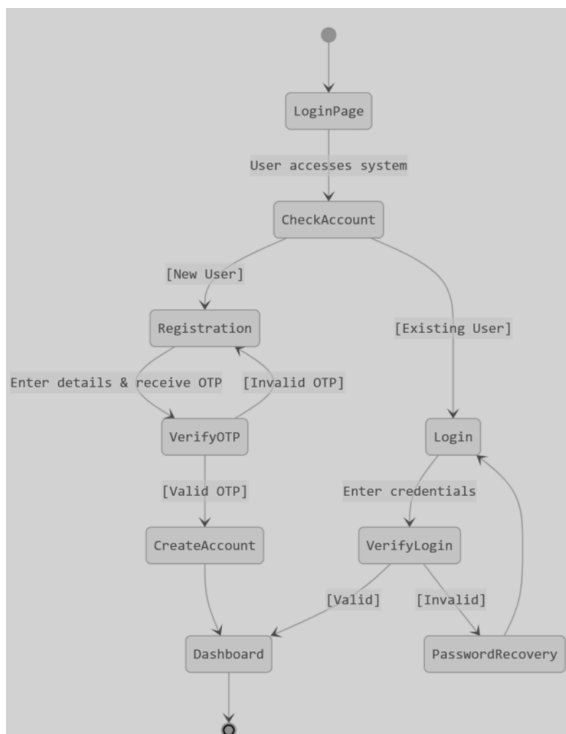 LoginPage
User accesses system
CheckAccount
[New User]
[Existing User]
Registration
Enter details & receive OTP
[Invalid OTP]
VerifyOTP
Login
[Valid OTP]
Enter credentials
CreateAccount
VerifyLogin
[Valid]
[Invalid]
Dashboard
PasswordRecovery